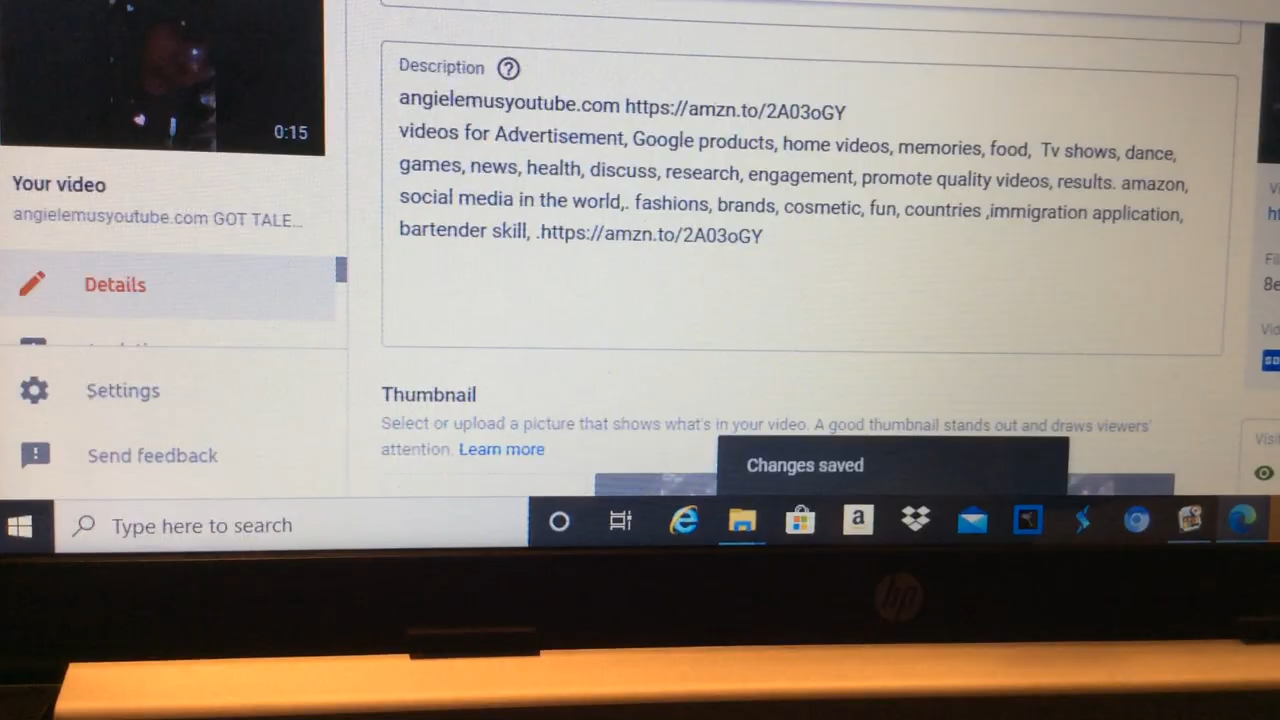 Description ?
angielemusyoutube.com https://amzn.to/2A03oGY
videos for Advertisement, Google products, home videos, memories, food, Tv shows, dance,
games, news, health, discuss, research, engagement, promote quality videos, results. amazon,
social media in the world,. fashions, brands, cosmetic, fun, countries ,immigration application,
bartender skill, .https://amzn.to/2A03oGY
0:15
Your video
angielemusyoutube.com GOT TALE...
Details
Settings
Send feedback
Thumbnail
Select or upload a picture that shows what's in your video. A good thumbnail stands out and draws viewers'
attention. Learn more
Changes saved
Type here to search
a
hp